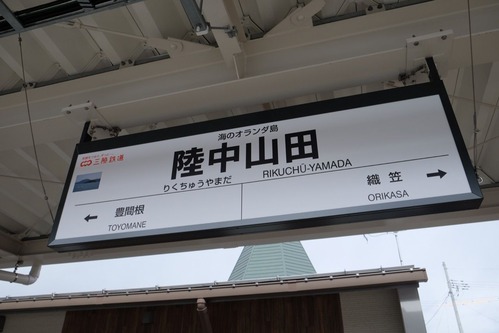 三陸鉄道
海のオランダ島
陸中山田
りくちゅうやまだ
RIKUCHŪ-YAMADA
豊間根
TOYOMANE
織笠
ORIKASA